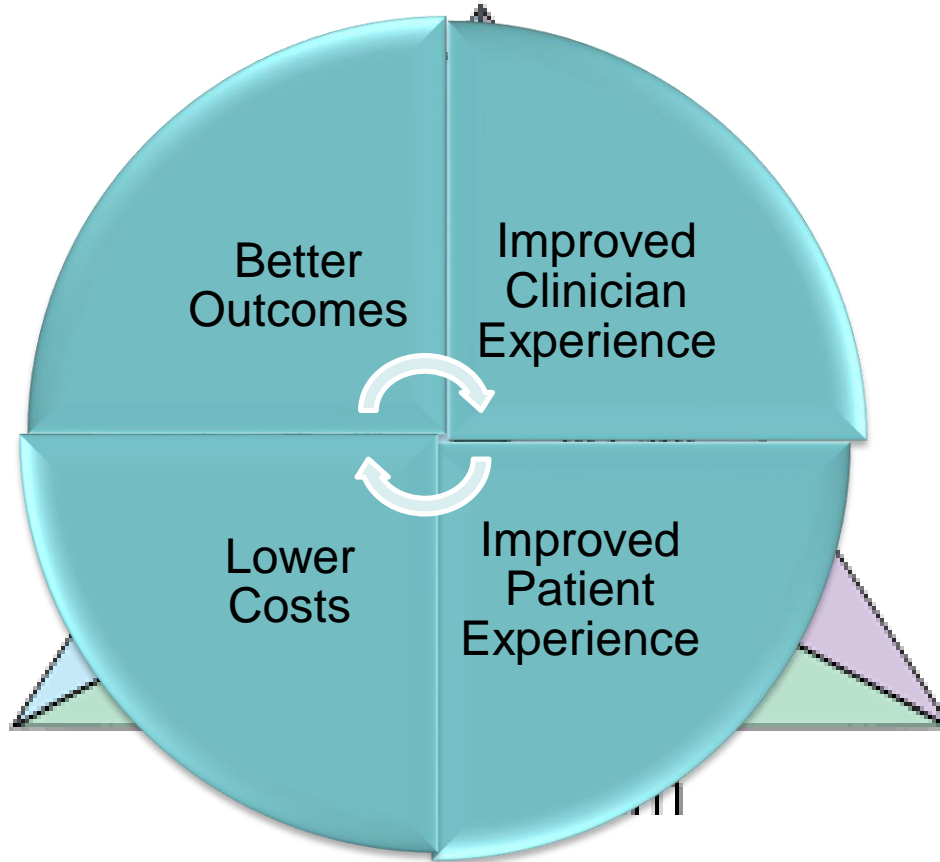 Better
Outcomes
Improved
Clinician
Experience
Lower
Costs
Improved
Patient
Experience